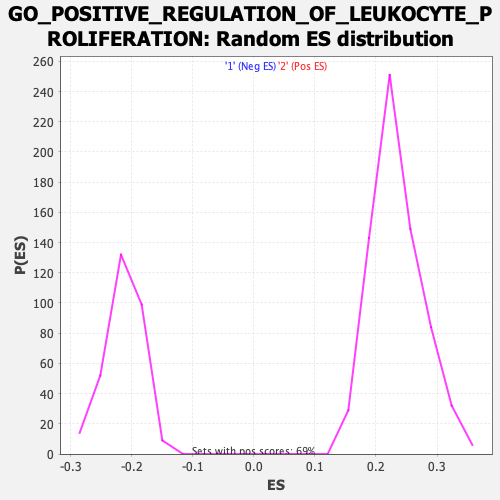 GO_POSITIVE_REGULATION_OF_LEUKOCYTE_P
ROLIFERATION: Random ES distribution
'1' (Neg ES) '2' (Pos ES)
260
240
220
200
180
160
140
120
100
80
60
40
20
0
P(ES)
Sets with pos scores: 69%
-0.3 -0.2 -0.1 0.0 0.1 0.2 0.3
ES